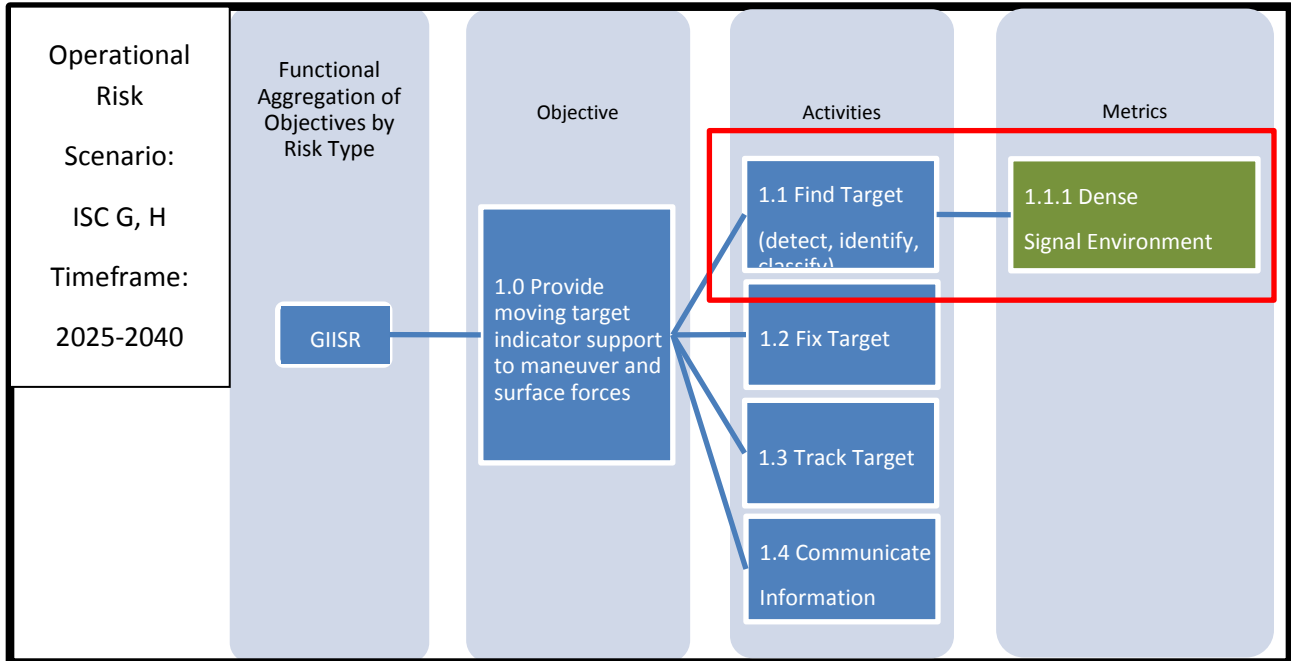 Operational
Risk
Scenario:
ISC G, H
Timeframe:
2025-2040
Functional
Aggregation of
Objectives by
Risk Type
GIISR
Objective
1.0 Provide
moving target
indicator support
to maneuver and
surface forces
Activities
1.1 Find Target
(detect, identify,
classify)
1.2 Fix Target
1.3 Track Target
1.4 Communicate
Information
Metrics
1.1.1 Dense
Signal Environment